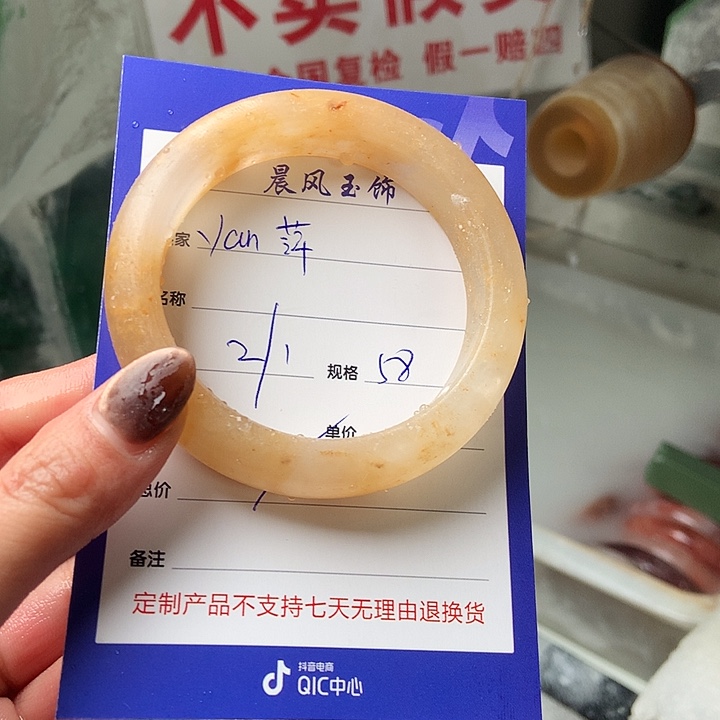 不卖假货
全国复检 假一赔
晨风玉饰
家 Yan 萍
名称
2/1 规格 58
单价
总价
备注
定制产品不支持七天无理由退换货
抖音电商
QIC中心